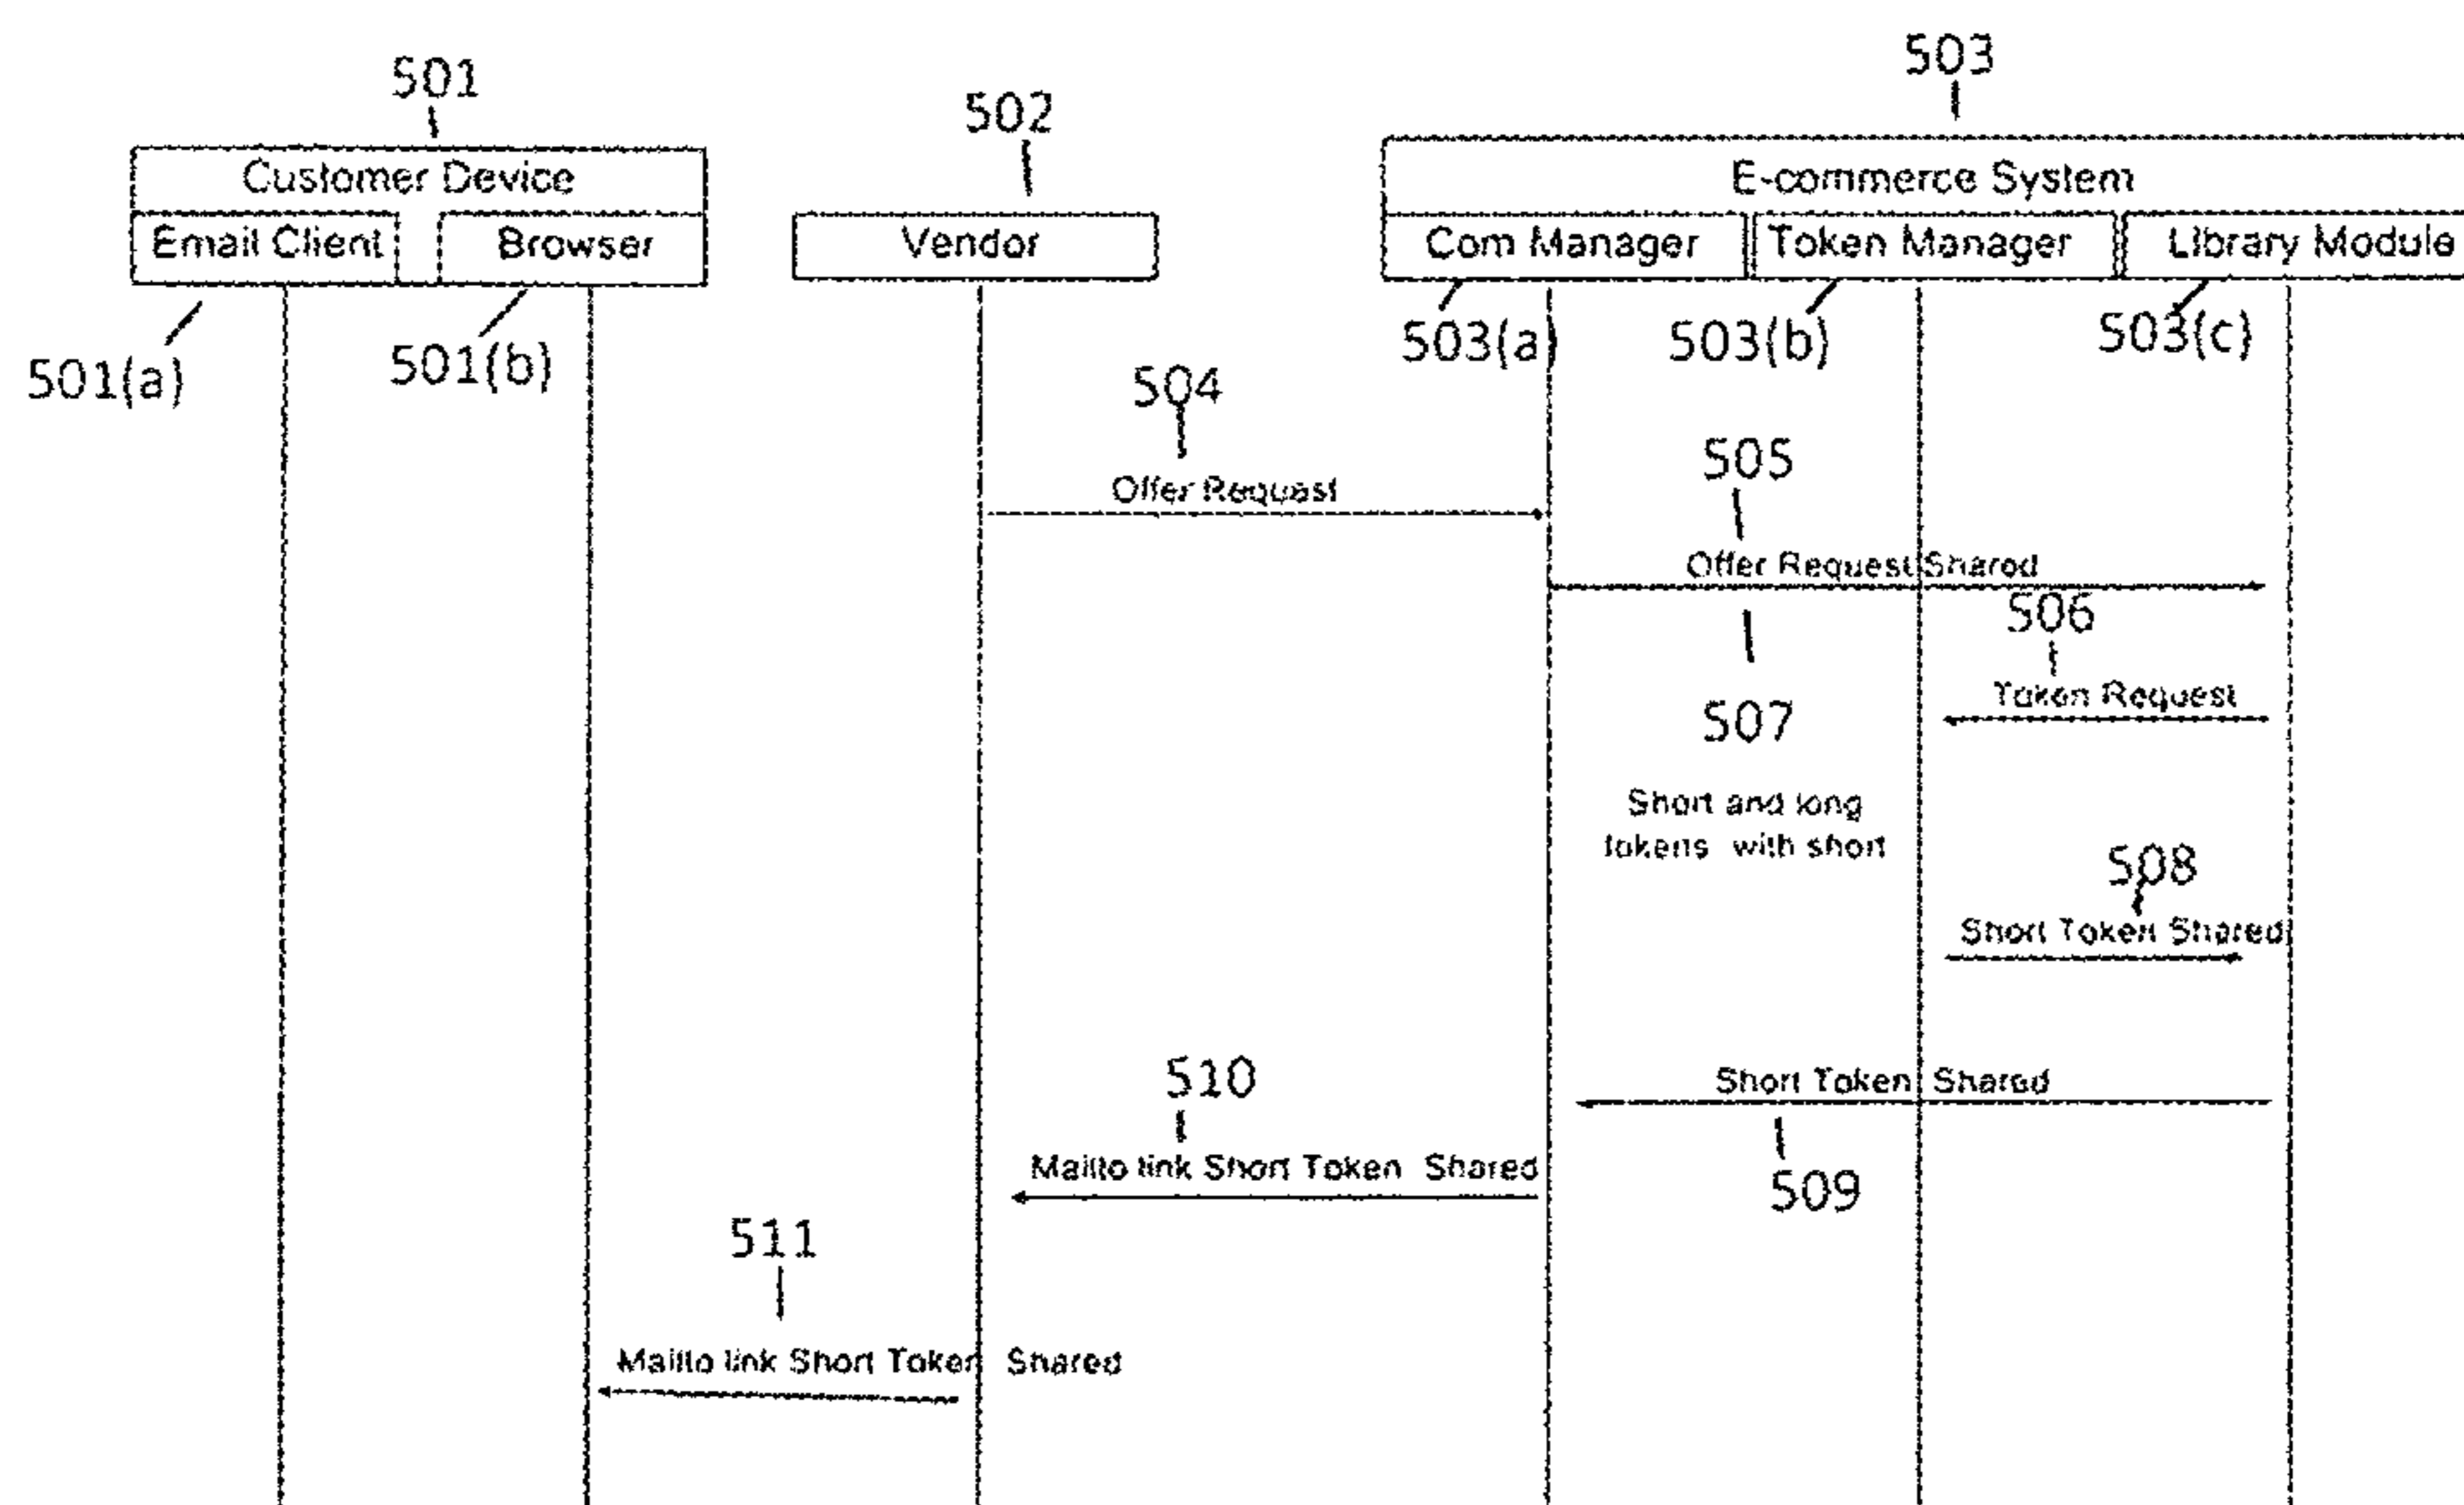 501
502
503
Customer Device
E-commerce System
Email Client
Browser
Vendor
Com Manager
Token Manager
Library Module
501(a)
501(b)
503(a)
503(b)
503(c)
504
Offer Request
505
Offer Request Shared
506
Token Request
507
Short and long
tokens with short
508
Short Token Shared
Short Token Shared
509
510
Mailto link Short Token Shared
511
Mailto link Short Token Shared